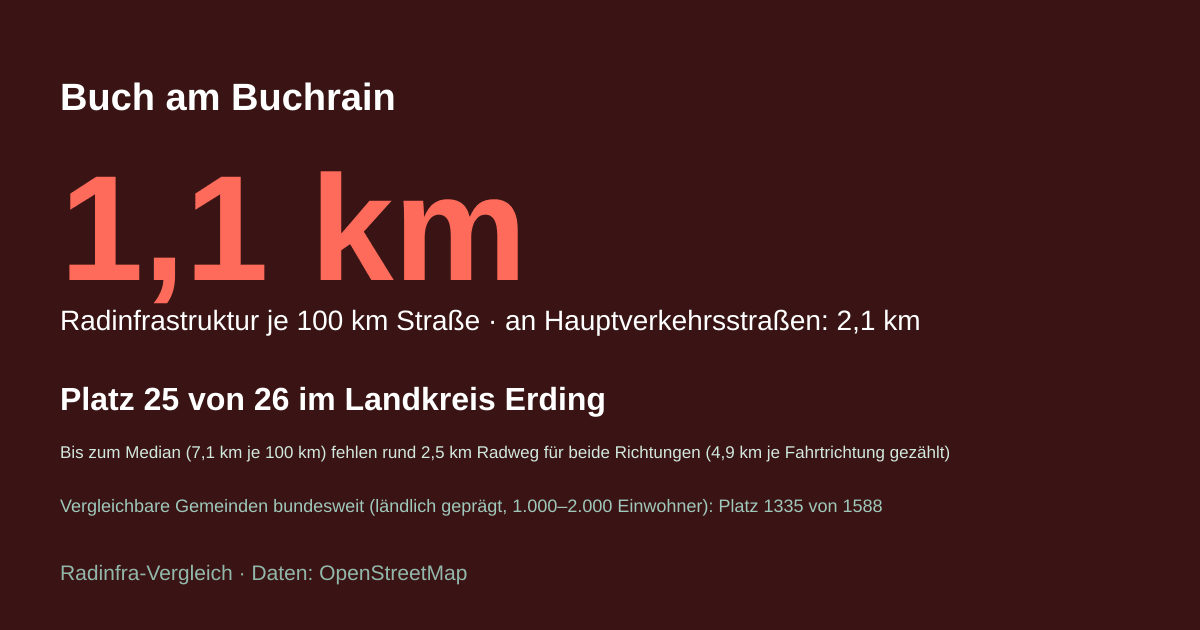 Buch am Buchrain
1,1 km
Radinfrastruktur je 100 km Straße · an Hauptverkehrsstraßen: 2,1 km
Platz 25 von 26 im Landkreis Erding
Bis zum Median (7,1 km je 100 km) fehlen rund 2,5 km Radweg für beide Richtungen (4,9 km je Fahrtrichtung gezählt)
Vergleichbare Gemeinden bundesweit (ländlich geprägt, 1.000–2.000 Einwohner): Platz 1335 von 1588
Radinfra-Vergleich · Daten: OpenStreetMap